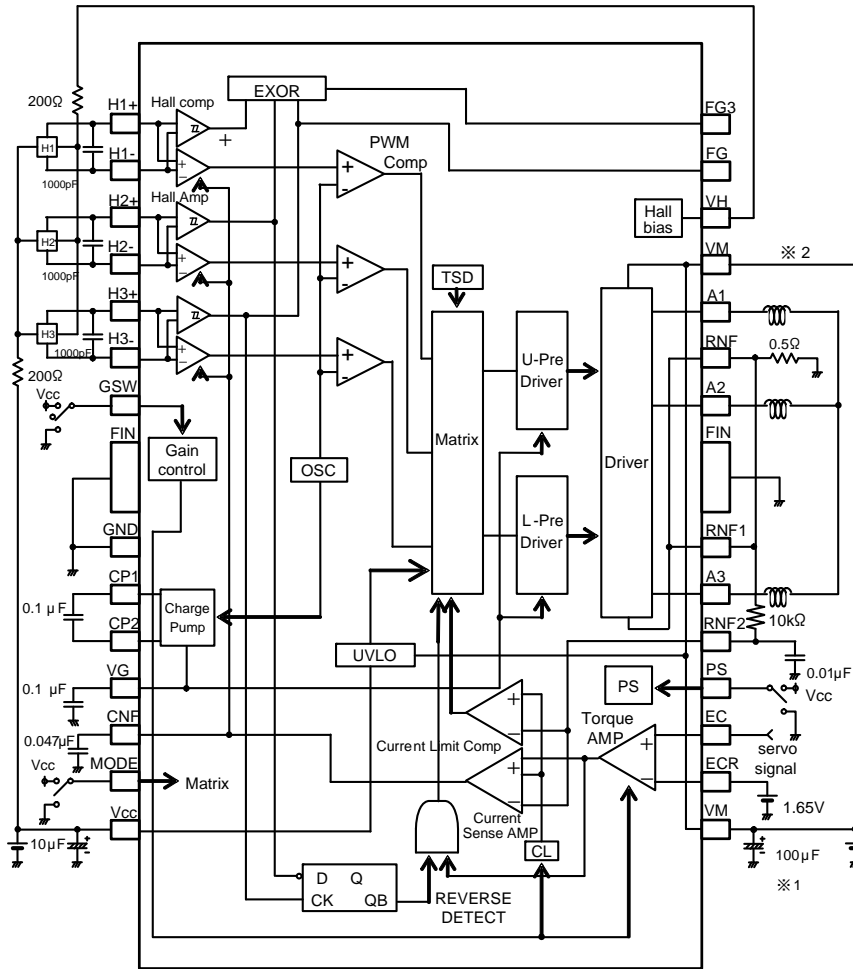 EXOR
200Ω
H1+
Hall comp
FG3
+
H1
PWM
Comp
+
-
FG
H1-
1000pF
+
-
Hall Amp
H2+
VH
Hall
bias
H2
H2-
1000pF
+
-
+
-
VM
※ 2
TSD
A1
H3+
H3
H3-
1000pF
+
-
+
-
RNF
0.5Ω
U-Pre
Driver
200Ω
GSW
Vcc
A2
Matrix
Driver
FIN
Gain
control
OSC
FIN
L-Pre
Driver
GND
RNF1
CP1
0.1 μF
Charge
Pump
CP2
A3
10kΩ
RNF2
UVLO
0.01μF
VG
0.1 μF
PS
PS
Vcc
CNF
0.047μF
+
-
Current Limit Comp
Torque
AMP
+
-
EC
servo
signal
Vcc
MODE
Matrix
+
-
Current
Sense AMP
ECR
1.65V
Vcc
10μF
+
-
CL
VM
+
-
100μF
※1
D Q
CK QB
REVERSE
DETECT